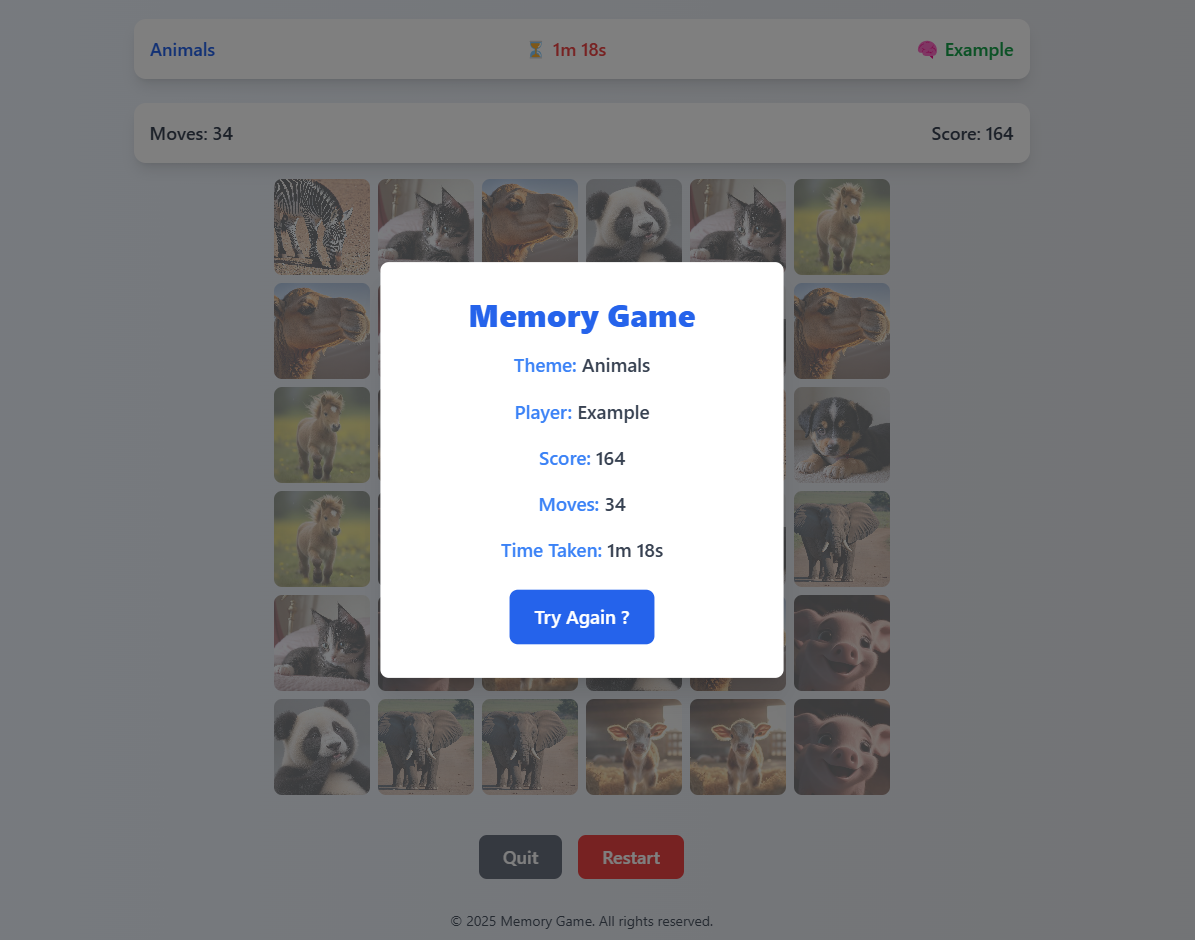 Animals
⏳ 1m 18s
🧠 Example
Moves: 34
Score: 164
Memory Game
Theme: Animals
Player: Example
Score: 164
Moves: 34
Time Taken: 1m 18s
Try Again ?
Quit
Restart
© 2025 Memory Game. All rights reserved.